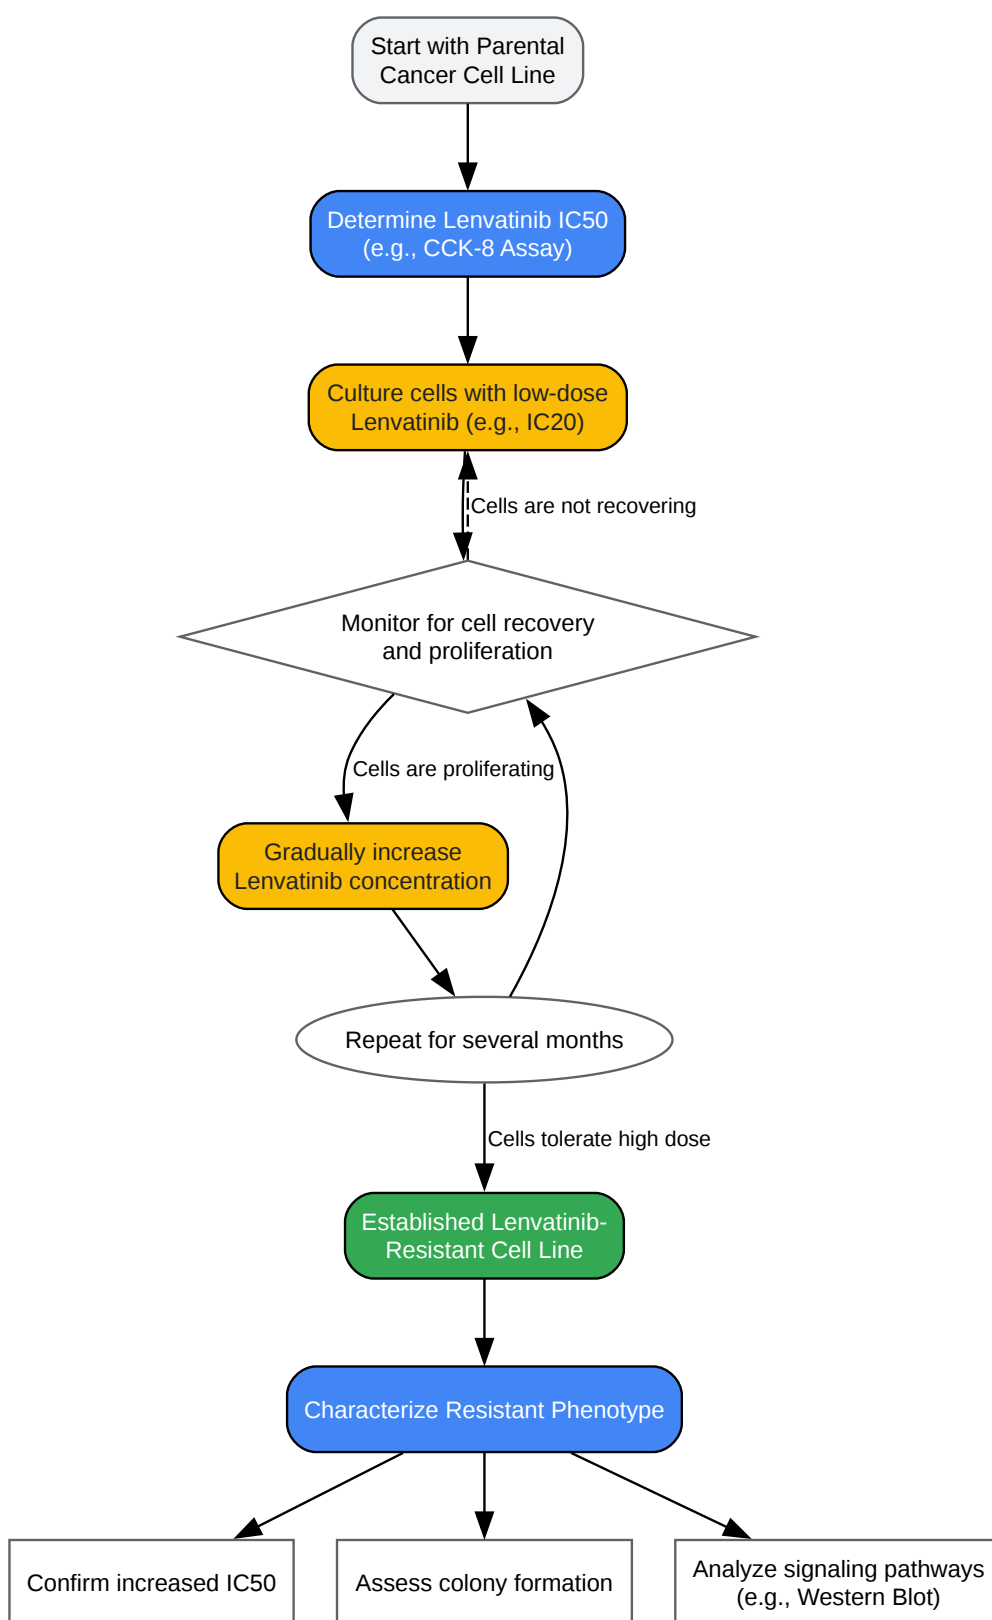 Start with Parental
Cancer Cell Line
Determine Lenvatinib IC50
(e.g., CCK-8 Assay)
Culture cells with low-dose
Lenvatinib (e.g., IC20)
Cells are not recovering
Monitor for cell recovery
and proliferation
Cells are proliferating
Gradually increase
Lenvatinib concentration
Repeat for several months
Cells tolerate high dose
Established Lenvatinib-
Resistant Cell Line
Characterize Resistant Phenotype
Confirm increased IC50
Assess colony formation
Analyze signaling pathways
(e.g., Western Blot)